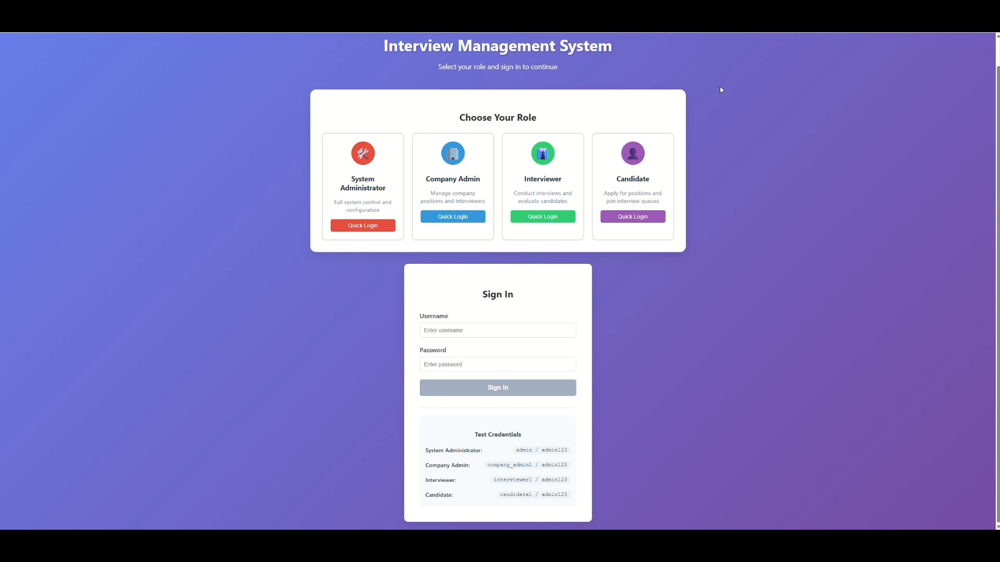 Interview Management System
Select your role and sign in to continue
Choose Your Role
System
Administrator
Full system control and
configuration
Quick Login
Company Admin
Manage company
positions and interviewers
Quick Login
Interviewer
Conduct interviews and
evaluate candidates
Quick Login
Candidate
Apply for positions and
join interview queues
Quick Login
Sign In
Username
Enter username
Password
Enter password
Sign In
Test Credentials
System Administrator: admin / admin123
Company Admin: company_admin1 / admin123
Interviewer: interviewer1 / admin123
Candidate: candidate1 / admin123